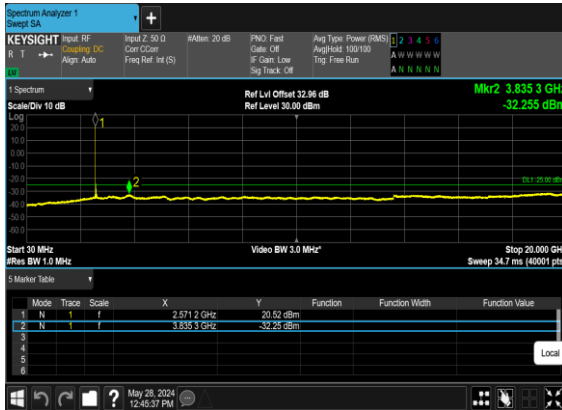 Spectrum Analyzer 1
Swept SA
+
KEYSIGHT
R T
LXI
Input: RF
Coupling: DC
Align: Auto
Input Z: 50 Ω
Corr CCorr
Freq Ref: Int (S)
#Atten: 20 dB
PNO: Fast
Gate: Off
IF Gain: Low
Sig Track: Off
Avg Type: Power (RMS)
Avg|Hold: 100/100
Trig: Free Run
1 2 3 4 5 6
A W W W W W
A N N N N N
1 Spectrum
Scale/Div 10 dB
Ref Lvl Offset 32.96 dB
Ref Level 30.00 dBm
Mkr2 3.835 3 GHz
-32.255 dBm
Log
20.0
10.0
0.00
-10.0
-20.0
-30.0
-40.0
-50.0
-60.0
1
2
DL1 -25.00 dBm
Start 30 MHz
#Res BW 1.0 MHz
Video BW 3.0 MHz*
Stop 20.000 GHz
Sweep 34.7 ms (40001 pts)
5 Marker Table
Mode Trace Scale X Y Function Function Width Function Value
1 N 1 f 2.571 2 GHz 20.52 dBm
2 N 1 f 3.835 3 GHz -32.25 dBm
3
4
5
6
Local
?
May 28, 2024
12:45:37 PM